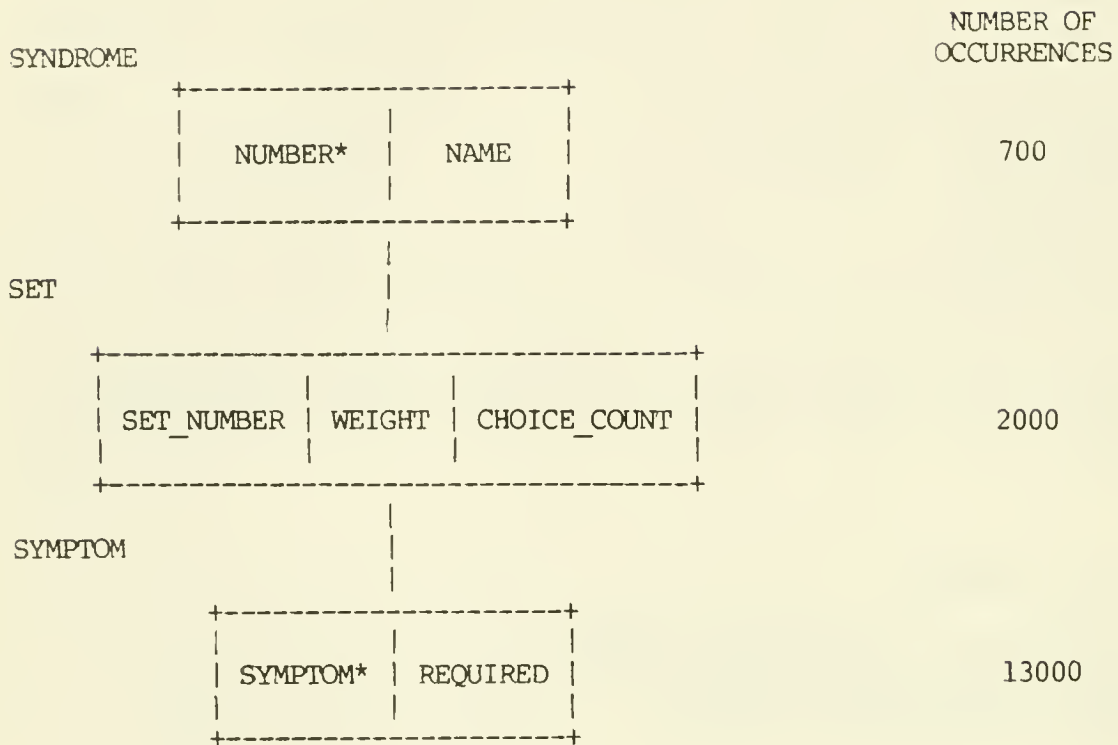 NUMBER OF
OCCURRENCES
SYNDROME
NUMBER* NAME 700
SET
SET_NUMBER WEIGHT CHOICE_COUNT 2000
SYMPTOM
SYMPTOM* REQUIRED 13000